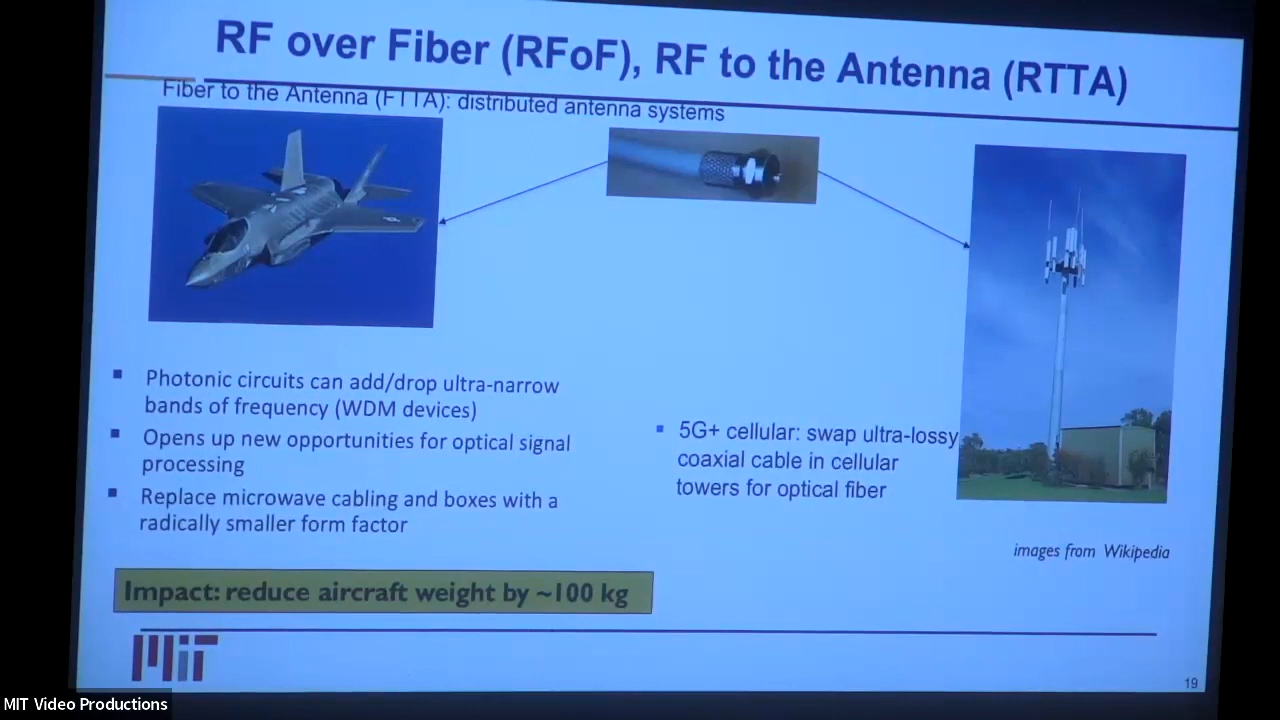 RF over Fiber (RFoF), RF to the Antenna (RTTA)
Fiber to the Antenna (FTTA): distributed antenna systems
Photonic circuits can add/drop ultra-narrow
bands of frequency (WDM devices)
Opens up new opportunities for optical signal
processing
Replace microwave cabling and boxes with a
radically smaller form factor
5G+ cellular: swap ultra-lossy
coaxial cable in cellular
towers for optical fiber
images from Wikipedia
Impact: reduce aircraft weight by ~100 kg
MIT
19
MIT Video Productions